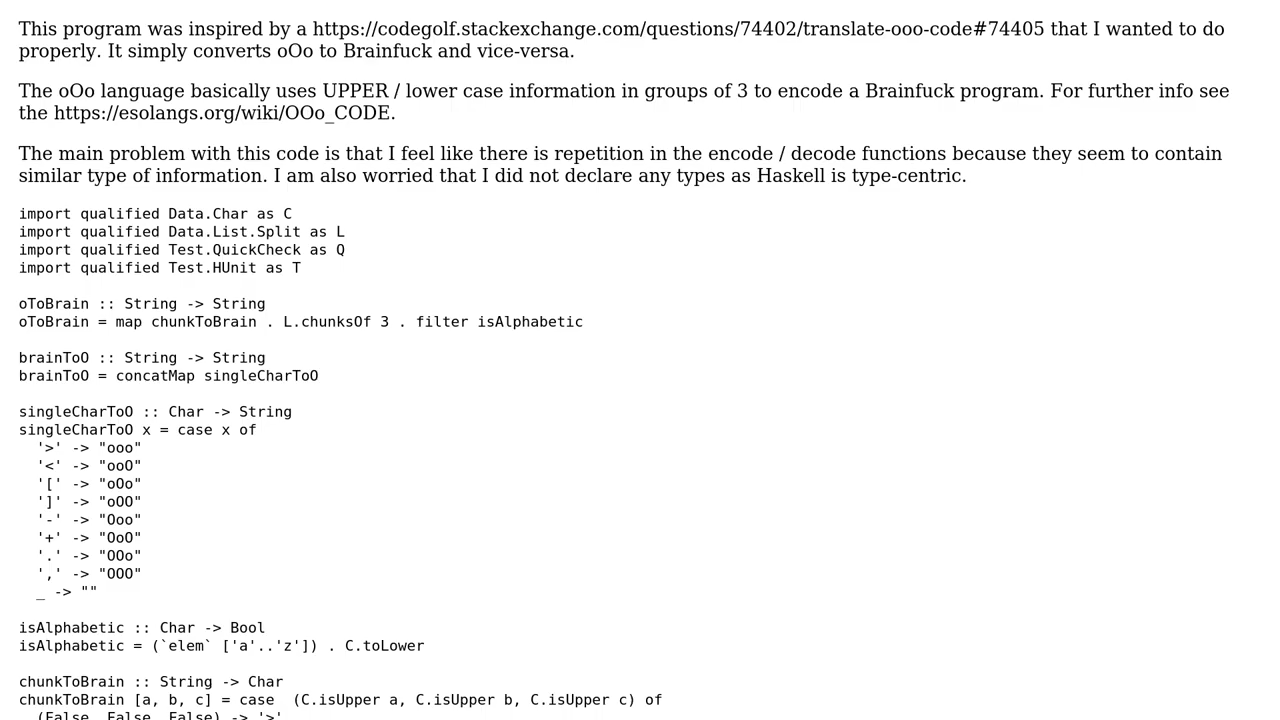 This program was inspired by a https://codegolf.stackexchange.com/questions/74402/translate-ooo-code#74405 that I wanted to do
properly. It simply converts oOo to Brainfuck and vice-versa.
The oOo language basically uses UPPER / lower case information in groups of 3 to encode a Brainfuck program. For further info see
the https://esolangs.org/wiki/OOo_CODE.
The main problem with this code is that I feel like there is repetition in the encode / decode functions because they seem to contain
similar type of information. I am also worried that I did not declare any types as Haskell is type-centric.
import qualified Data.Char as C
import qualified Data.List.Split as L
import qualified Test.QuickCheck as Q
import qualified Test.HUnit as T
oToBrain :: String -> String
oToBrain = map chunkToBrain . L.chunksOf 3 . filter isAlphabetic
brainToO :: String -> String
brainToO = concatMap singleCharToO
singleCharToO :: Char -> String
singleCharToO x = case x of
  '>' -> "ooo"
  '<' -> "ooO"
  '[' -> "oOo"
  ']' -> "oOO"
  '-' -> "Ooo"
  '+' -> "OoO"
  '.' -> "OOo"
  ',' -> "OOO"
  _ -> ""
isAlphabetic :: Char -> Bool
isAlphabetic = (`elem` ['a'..'z']) . C.toLower
chunkToBrain :: String -> Char
chunkToBrain [a, b, c] = case  (C.isUpper a, C.isUpper b, C.isUpper c) of
  (False, False, False) -> '>'